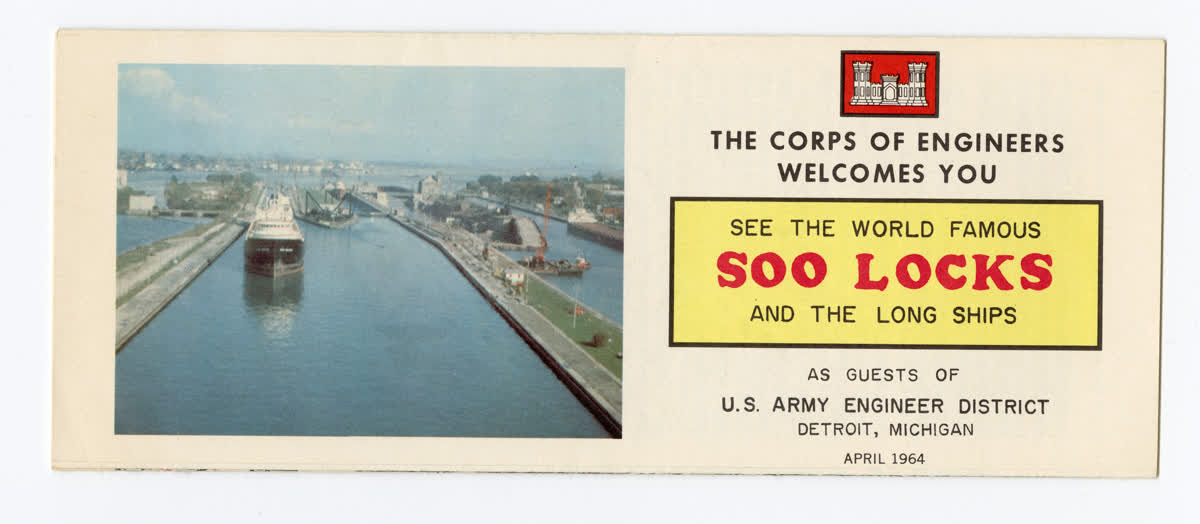 THE CORPS OF ENGINEERS
WELCOMES YOU
SEE THE WORLD FAMOUS
SOO LOCKS
AND THE LONG SHIPS
AS GUESTS OF
U.S. ARMY ENGINEER DISTRICT
DETROIT, MICHIGAN
APRIL 1964